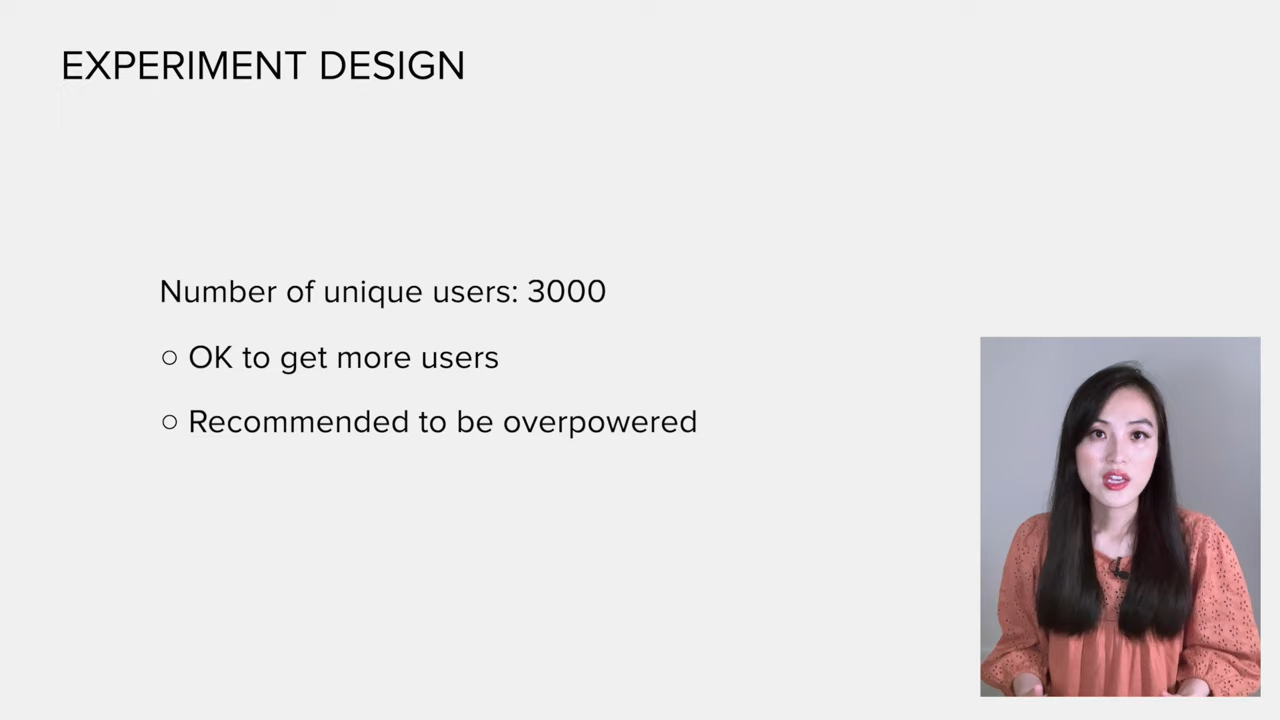 EXPERIMENT DESIGN
Number of unique users: 3000
○ OK to get more users
○ Recommended to be overpowered